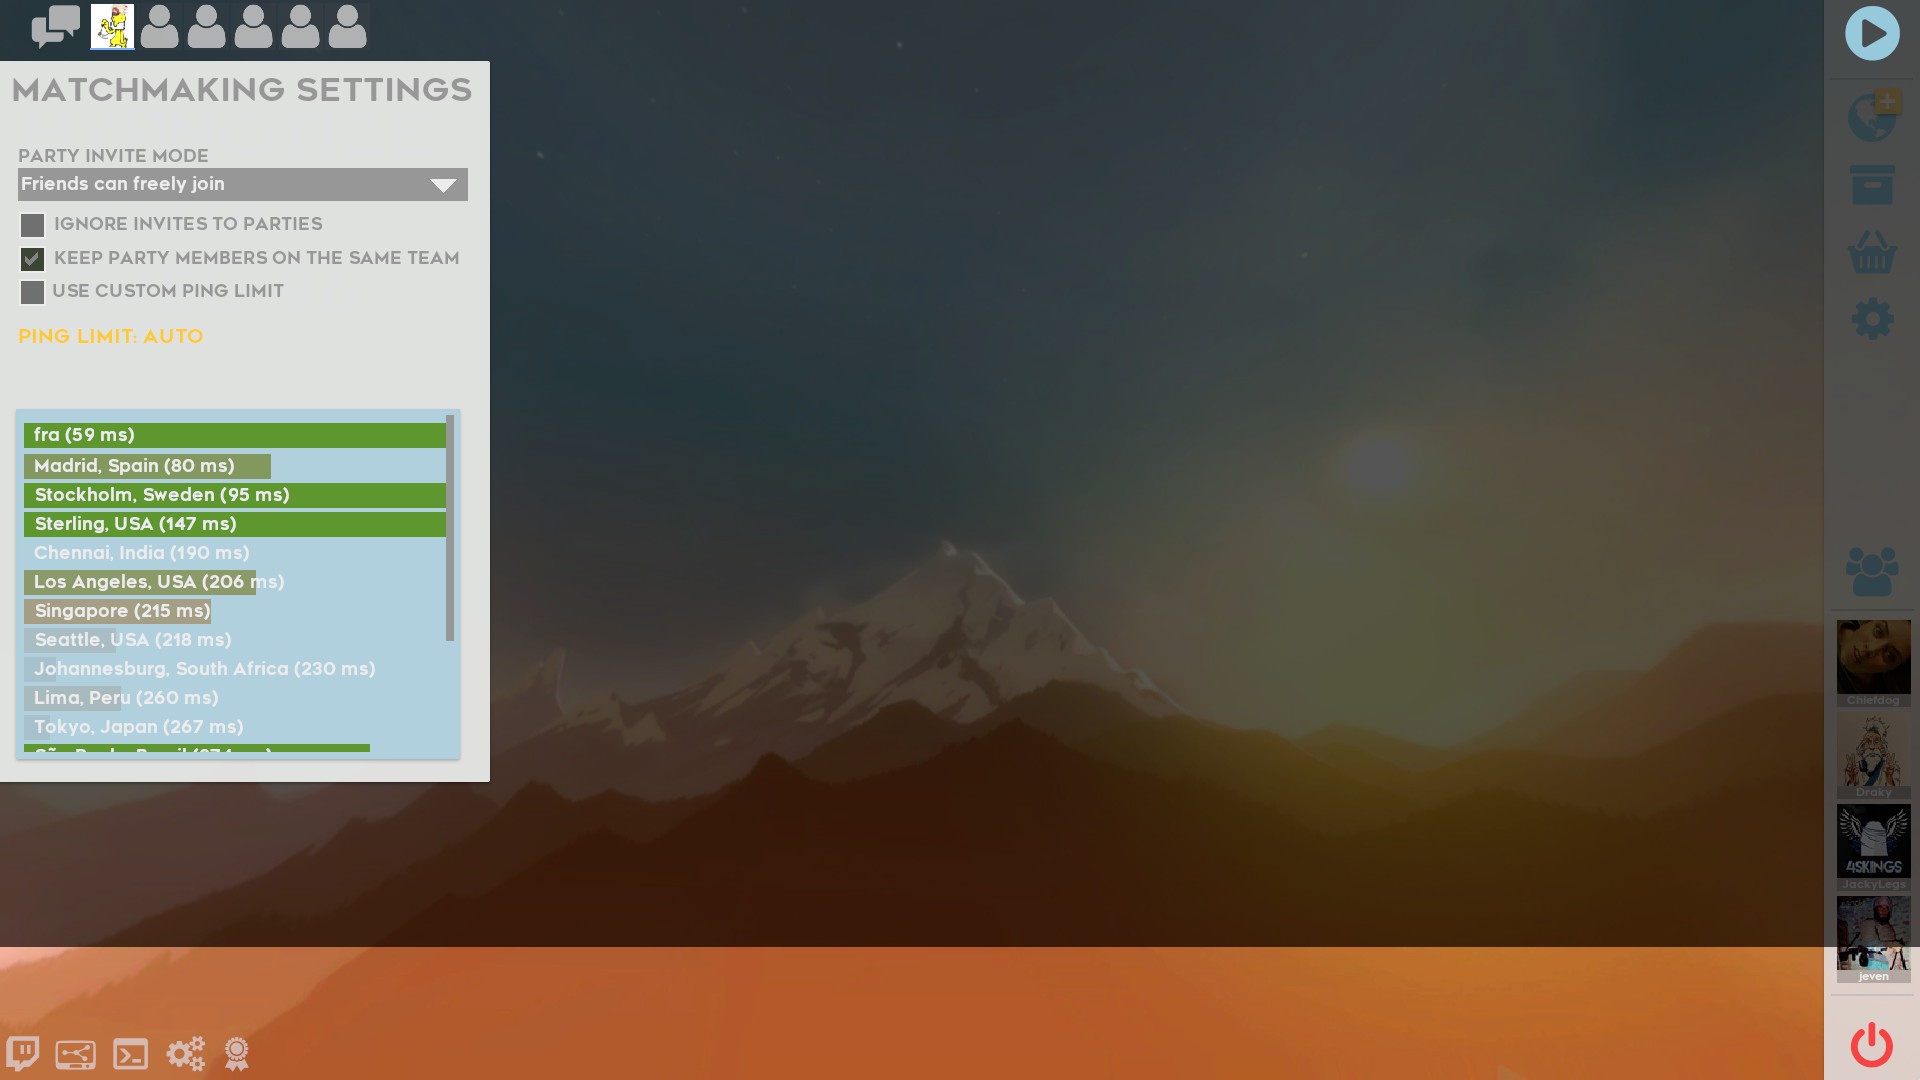 MATCHMAKING SETTINGS
PARTY INVITE MODE
Friends can freely join
IGNORE INVITES TO PARTIES
KEEP PARTY MEMBERS ON THE SAME TEAM
USE CUSTOM PING LIMIT
PING LIMIT: AUTO
fra (59 ms)
Madrid, Spain (80 ms)
Stockholm, Sweden (95 ms)
Sterling, USA (147 ms)
Chennai, India (190 ms)
Los Angeles, USA (206 ms)
Singapore (215 ms)
Seattle, USA (218 ms)
Johannesburg, South Africa (230 ms)
Lima, Peru (260 ms)
Tokyo, Japan (267 ms)
São Paulo, Brazil
Chiefdog
Draky
4SKINGS
JackyLegs
jeven